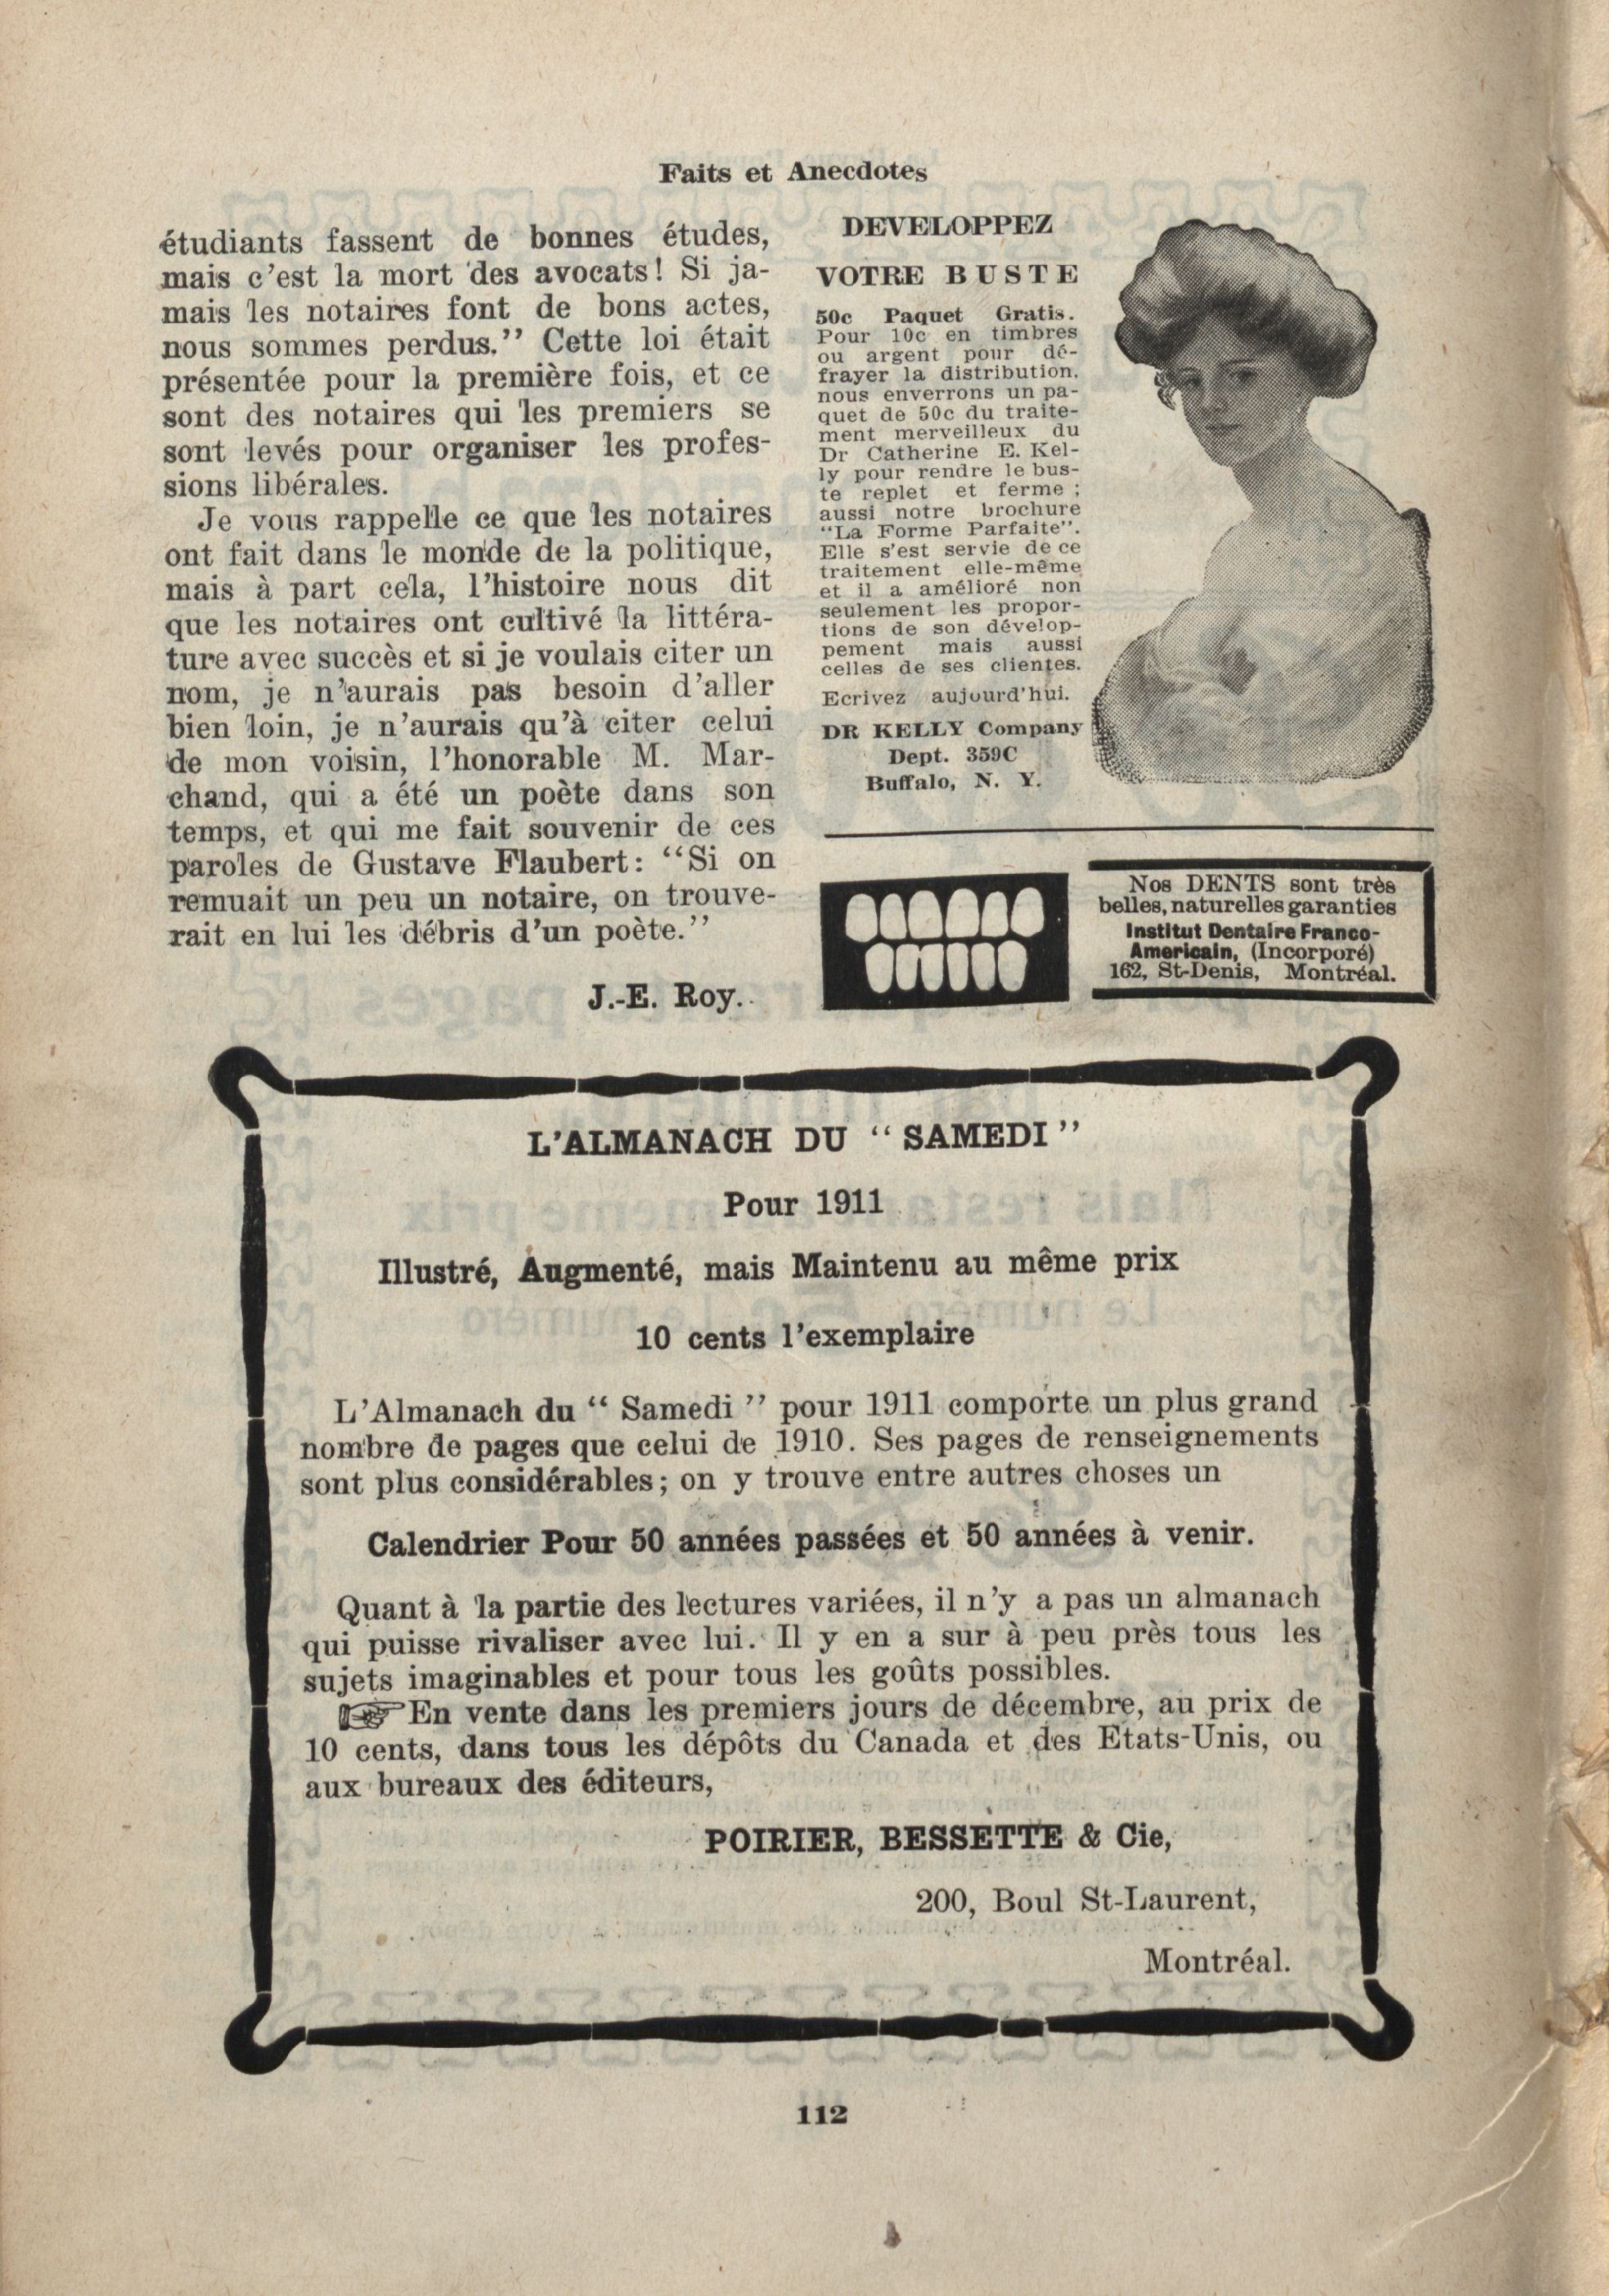 Faits et Anecdotes
étudiants fassent de bonnes études,
mais c'est la mort des avocats! Si ja-
mais les notaires font de bons actes,
nous sommes perdus." Cette loi était
présentée pour la première fois, et ce
sont des notaires qui les premiers se
sont levés pour organiser les profes-
sions libérales.
Je vous rappelle ce que les notaires
ont fait dans le monde de la politique,
mais à part cela, l'histoire nous dit
que les notaires ont cultivé la littéra-
ture avec succès et si je voulais citer un
nom, je n'aurais pas besoin d'aller
bien loin, je n'aurais qu'à citer celui
de mon voisin, l'honorable M. Mar-
chand, qui a été un poète dans son
temps, et qui me fait souvenir de ces
paroles de Gustave Flaubert: "Si on
remuait un peu un notaire, on trouve-
rait en lui les débris d'un poète."
J.-E. Roy.
DEVELOPPEZ
VOTRE BUSTE
50c Paquet Gratis.
Pour 10c en timbres
ou argent pour dé-
frayer la distribution,
nous enverrons un pa-
quet de 50c du traite-
ment merveilleux du
Dr Catherine E. Kel-
ly pour rendre le bus-
te replet et ferme ;
aussi notre brochure
"La Forme Parfaite".
Elle s'est servie de ce
traitement elle-même
et il a amélioré non
seulement les propor-
tions de son dévelop-
pement mais aussi
celles de ses clientes.
Ecrivez aujourd'hui.
DR KELLY Company
Dept. 359C
Buffalo, N. Y.
Nos DENTS sont très
belles, naturelles garanties
Institut Dentaire Franco-
Americain, (Incorporé)
162, St-Denis, Montréal.
L'ALMANACH DU " SAMEDI "
Pour 1911
Illustré, Augmenté, mais Maintenu au même prix
10 cents l'exemplaire
L'Almanach du " Samedi " pour 1911 comporte un plus grand
nombre de pages que celui de 1910. Ses pages de renseignements
sont plus considérables; on y trouve entre autres choses un
Calendrier Pour 50 années passées et 50 années à venir.
Quant à la partie des lectures variées, il n'y a pas un almanach
qui puisse rivaliser avec lui. Il y en a sur à peu près tous les
sujets imaginables et pour tous les goûts possibles.
☞ En vente dans les premiers jours de décembre, au prix de
10 cents, dans tous les dépôts du Canada et des Etats-Unis, ou
aux bureaux des éditeurs,
POIRIER, BESSETTE & Cie,
200, Boul St-Laurent,
Montréal.
112